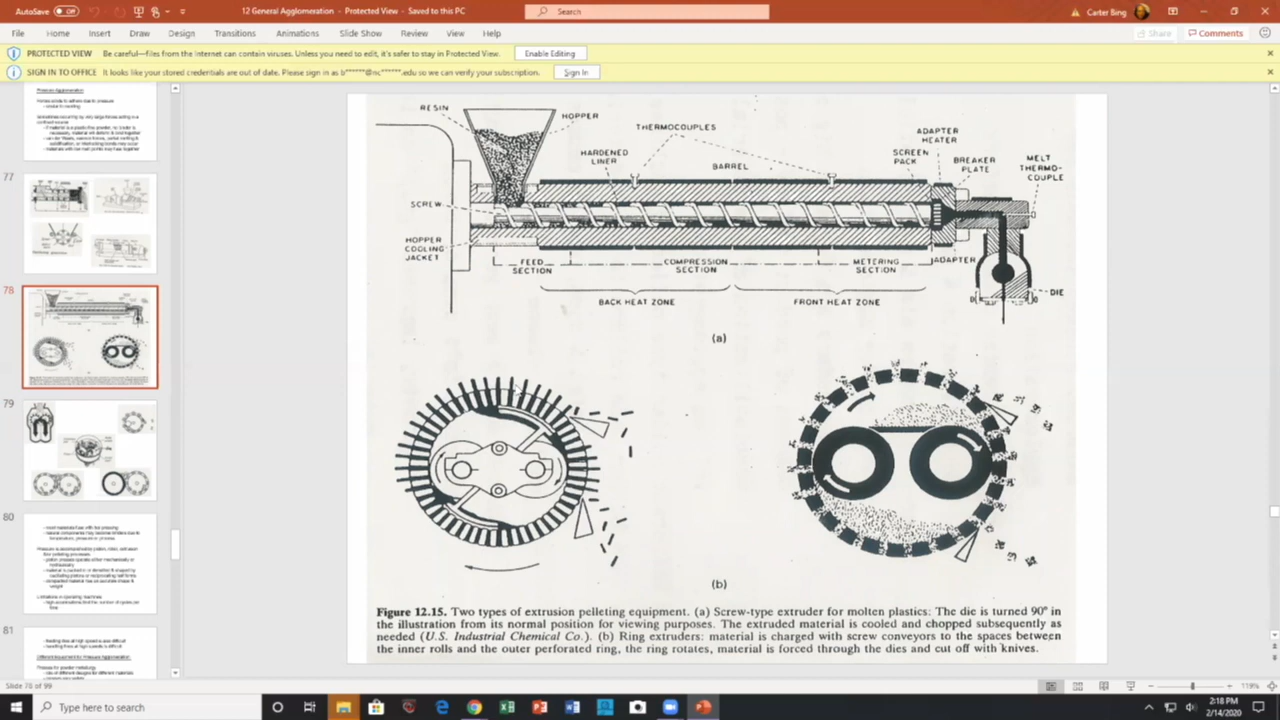 AutoSave Off
12 General Agglomeration - Protected View - Saved to this PC
Search
Carter Bing
File Home Insert Draw Design Transitions Animations Slide Show Review View Help
Share Comments
PROTECTED VIEW Be careful—files from the Internet can contain viruses. Unless you need to edit, it's safer to stay in Protected View. Enable Editing
SIGN IN TO OFFICE It looks like your stored credentials are out of date. Please sign in as b******@nc******.edu so we can verify your subscription. Sign In
Pressure Agglomeration
77
78
79
80
81
RESIN
HOPPER
THERMOCOUPLES
HARDENED
LINER
BARREL
SCREEN
PACK
ADAPTER
HEATER
BREAKER
PLATE
MELT
THERMO-
COUPLE
SCREW
HOPPER
COOLING
JACKET
FEED
SECTION
COMPRESSION
SECTION
METERING
SECTION
ADAPTER
DIE
BACK HEAT ZONE
FRONT HEAT ZONE
(a)
(b)
Figure 12.15. Two types of extrusion pelleting equipment. (a) Screw-type extruder for molten plastics: The die is turned 90° in
the illustration from its normal position for viewing purposes. The extruded material is cooled and chopped subsequently as
needed (U.S. Industrial Chemical Co.). (b) Ring extruders: material is charged with screw conveyors to the spaces between
the inner rolls and the outer perforated ring, the ring rotates, material is forced through the dies and cut off with knives.
Slide 78 of 99
119%
Type here to search
2:18 PM
2/14/2020